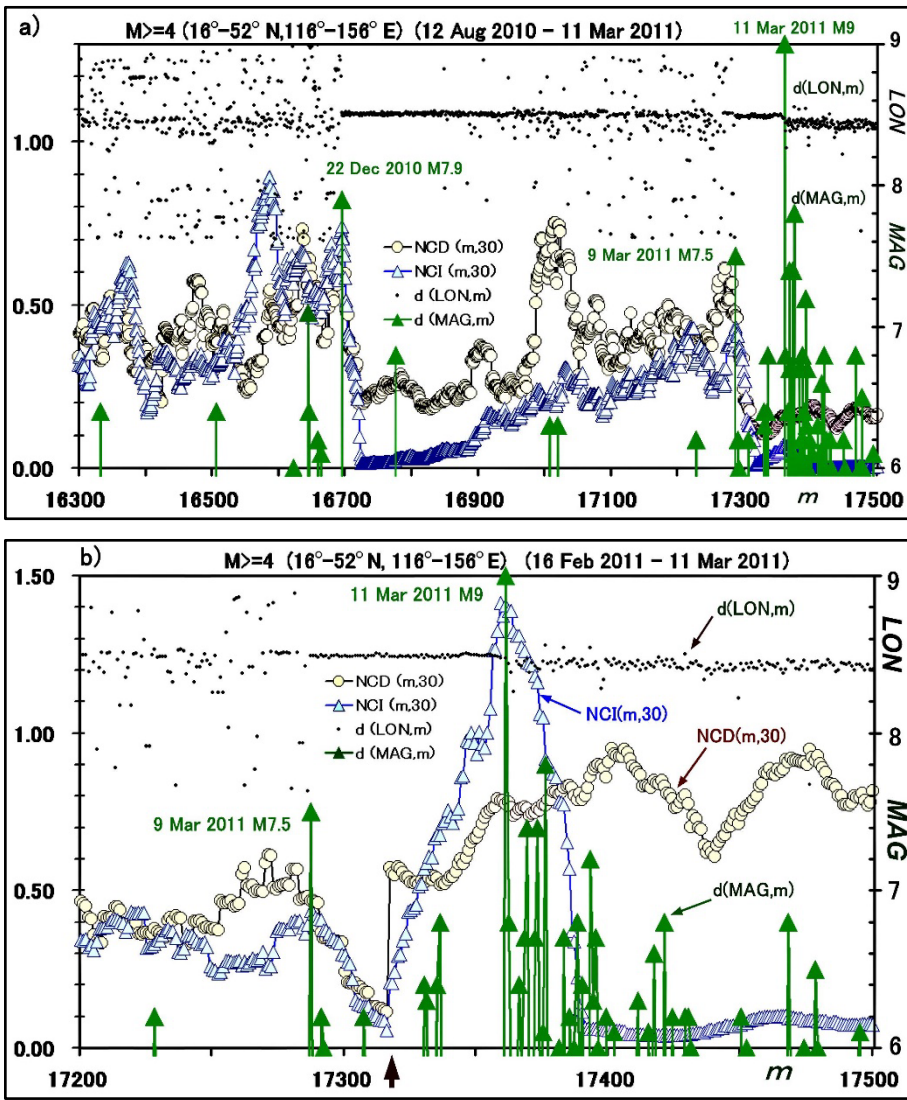 a)
M>=4 (16°-52° N,116°-156° E) (12 Aug 2010 - 11 Mar 2011)
11 Mar 2011 M9
9
d(LON,m)
LON
1.00
22 Dec 2010 M7.9
8
d(MAG,m)
MAG
NCD (m,30)
NCI (m,30)
d (LON,m)
d (MAG,m)
9 Mar 2011 M7.5
0.50
7
0.00
6
16300 16500 16700 16900 17100 17300 m 17500
b)
M>=4 (16°-52° N, 116°-156° E) (16 Feb 2011 - 11 Mar 2011)
1.50
11 Mar 2011 M9
9
d(LON,m)
LON
NCD (m,30)
NCI (m,30)
d (LON,m)
d (MAG,m)
NCI(m,30)
1.00
NCD(m,30)
8
MAG
9 Mar 2011 M7.5
d(MAG,m)
0.50
7
0.00
6
17200 17300 17400 m 17500